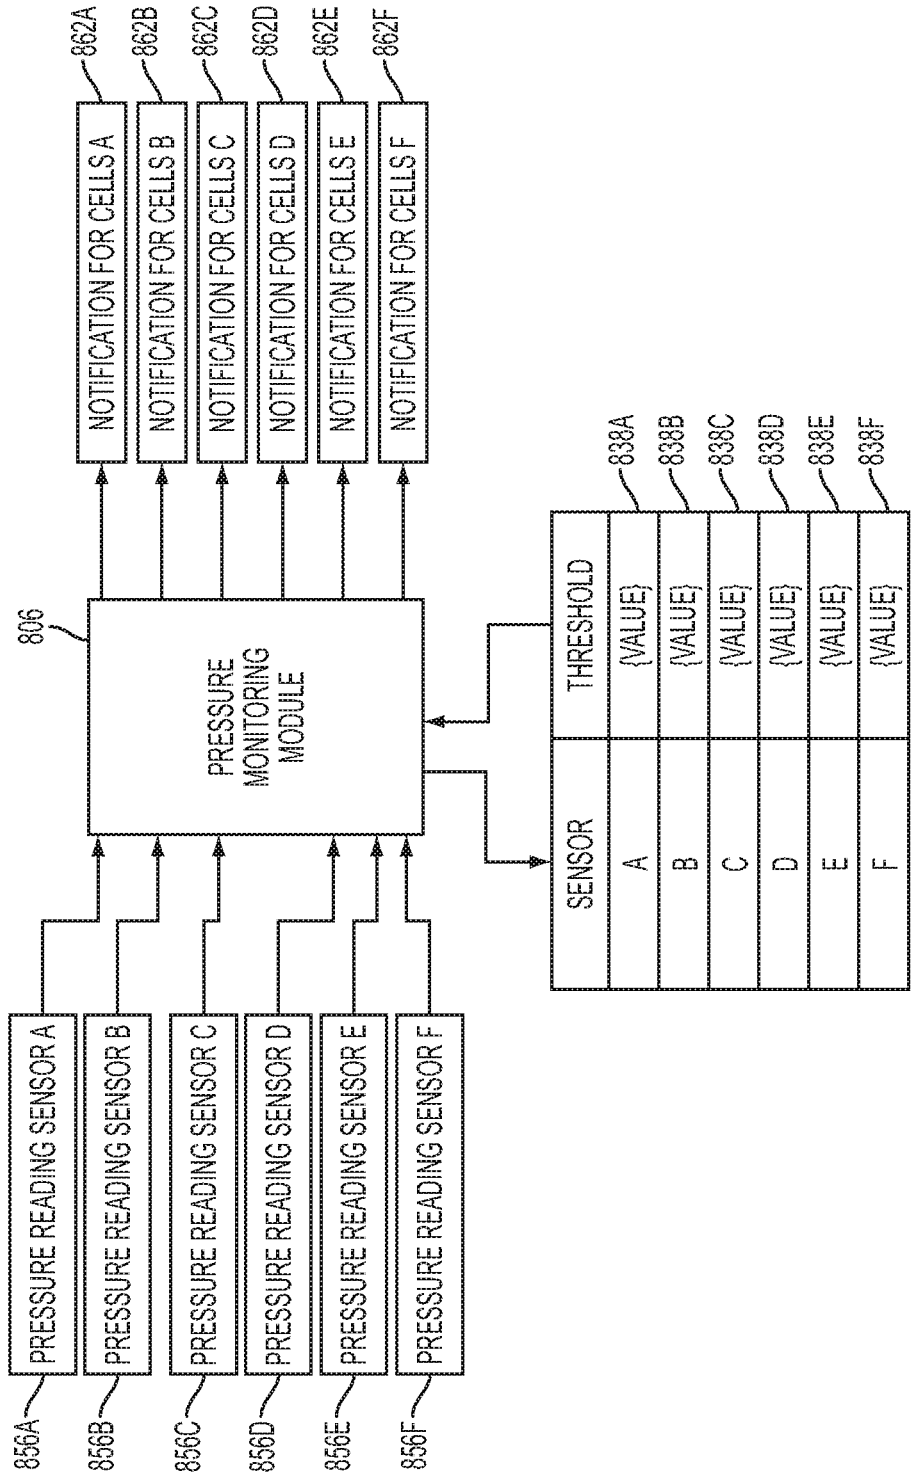 856A
PRESSURE READING SENSOR A
856B
PRESSURE READING SENSOR B
856C
PRESSURE READING SENSOR C
856D
PRESSURE READING SENSOR D
856E
PRESSURE READING SENSOR E
856F
PRESSURE READING SENSOR F
806
PRESSURE
MONITORING
MODULE
NOTIFICATION FOR CELLS A
862A
NOTIFICATION FOR CELLS B
862B
NOTIFICATION FOR CELLS C
862C
NOTIFICATION FOR CELLS D
862D
NOTIFICATION FOR CELLS E
862E
NOTIFICATION FOR CELLS F
862F
SENSOR THRESHOLD
A {VALUE} 838A
B {VALUE} 838B
C {VALUE} 838C
D {VALUE} 838D
E {VALUE} 838E
F {VALUE} 838F